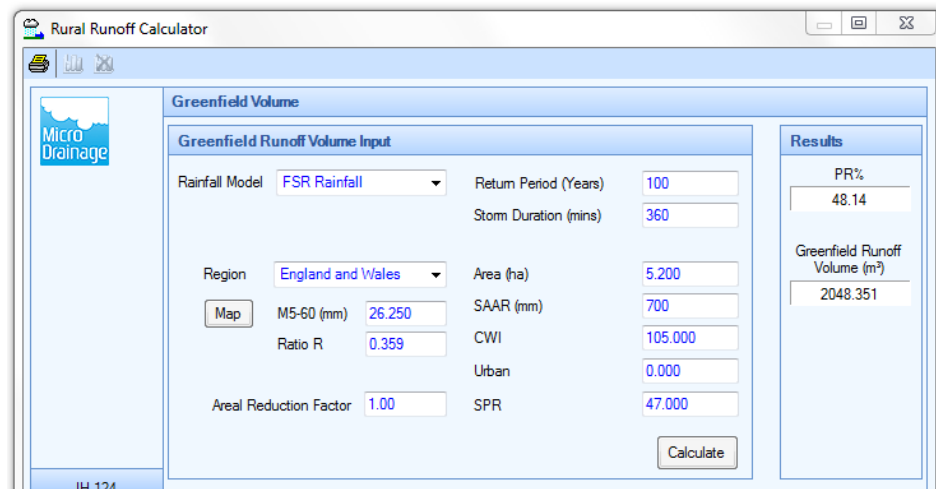 Rural Runoff Calculator
Micro
Drainage
Greenfield Volume
Greenfield Runoff Volume Input
Rainfall Model FSR Rainfall
Return Period (Years) 100
Storm Duration (mins) 360
Region England and Wales
Map
M5-60 (mm) 26.250
Ratio R 0.359
Areal Reduction Factor 1.00
Area (ha) 5.200
SAAR (mm) 700
CWI 105.000
Urban 0.000
SPR 47.000
Calculate
Results
PR%
48.14
Greenfield Runoff
Volume (m³)
2048.351
IH 124